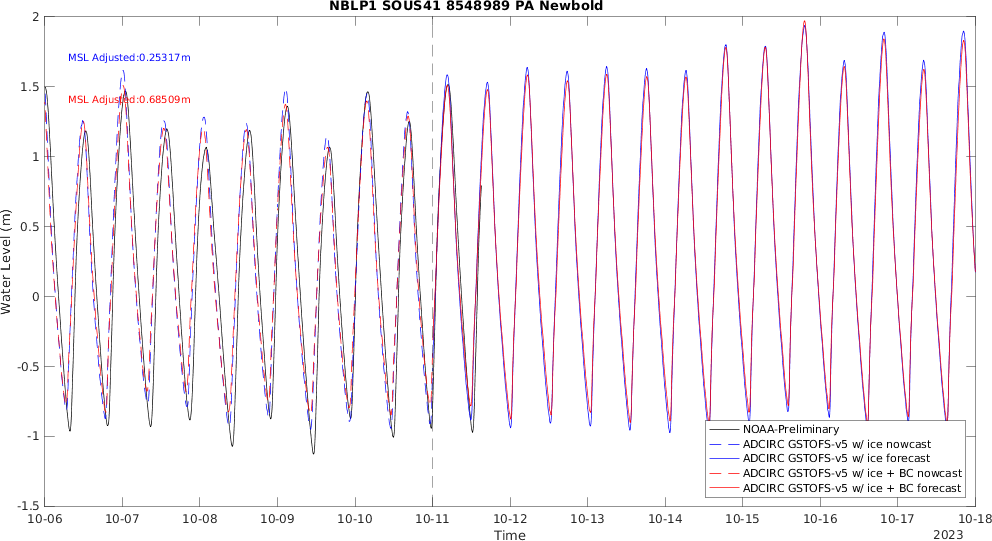 NBLP1 SOUS41 8548989 PA Newbold
MSL Adjusted:0.25317m
MSL Adjusted:0.68509m
Water Level (m)
2
1.5
1
0.5
0
-0.5
-1
-1.5
NOAA-Preliminary
ADCIRC GSTOFS-v5 w/ ice nowcast
ADCIRC GSTOFS-v5 w/ ice forecast
ADCIRC GSTOFS-v5 w/ ice + BC nowcast
ADCIRC GSTOFS-v5 w/ ice + BC forecast
10-06 10-07 10-08 10-09 10-10 10-11 10-12 10-13 10-14 10-15 10-16 10-17 10-18
Time
2023